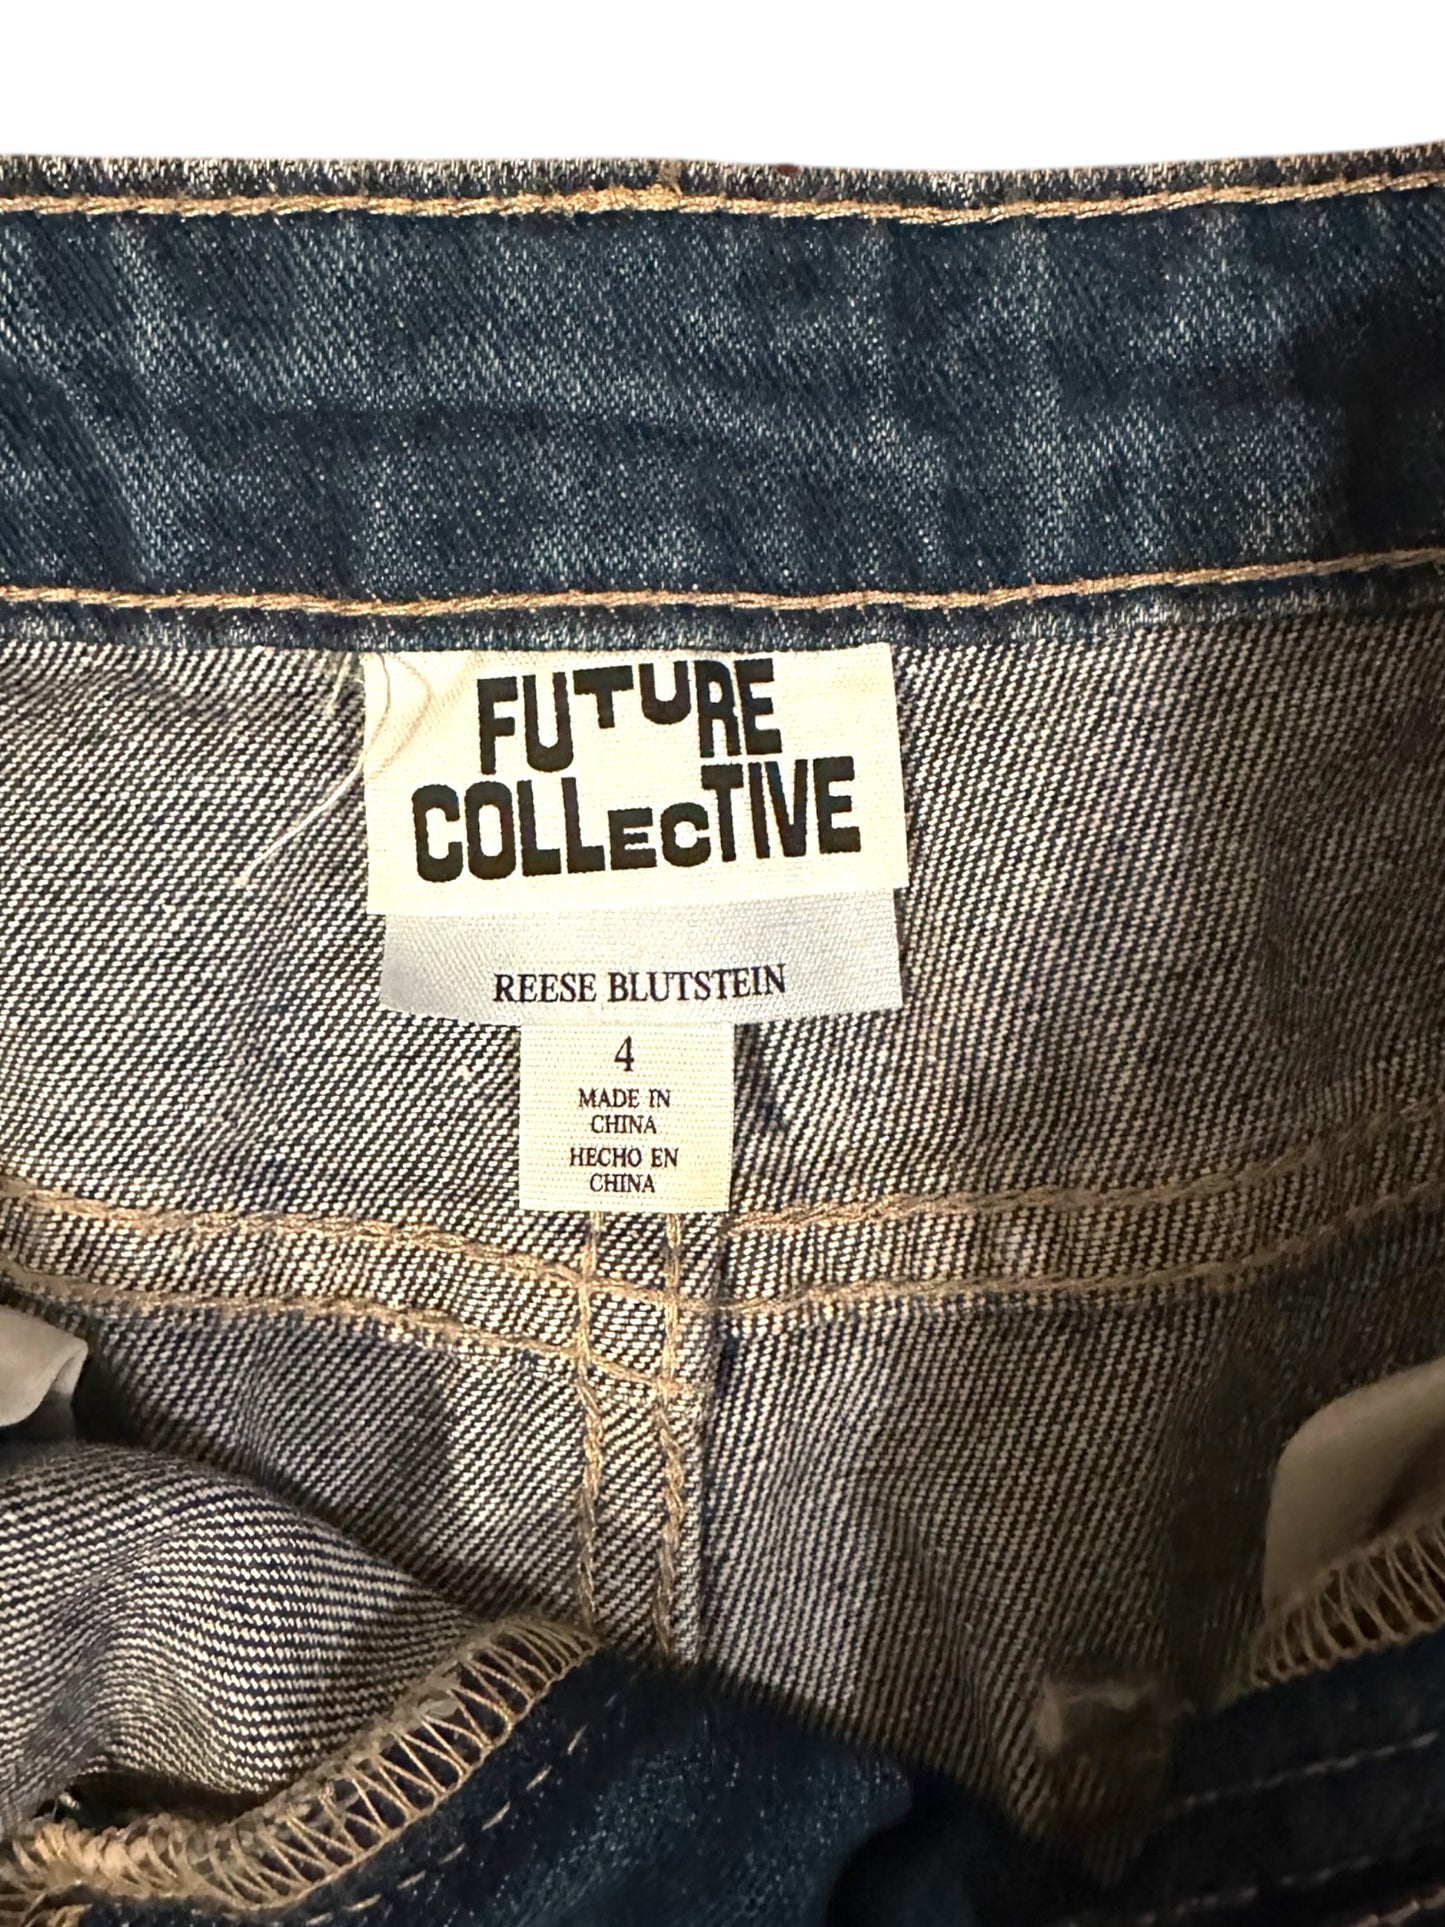 FUTURE
COLLECTIVE
REESE BLUTSTEIN
4
MADE IN
CHINA
HECHO EN
CHINA